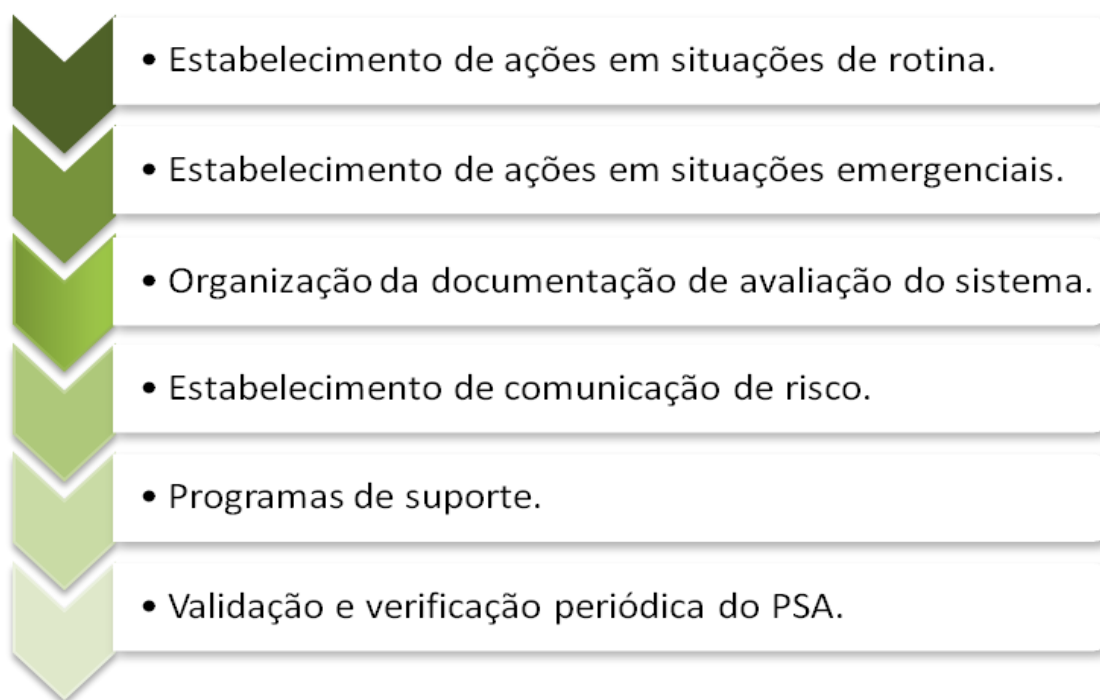 • Estabelecimento de ações em situações de rotina.
• Estabelecimento de ações em situações emergenciais.
• Organização da documentação de avaliação do sistema.
• Estabelecimento de comunicação de risco.
• Programas de suporte.
• Validação e verificação periódica do PSA.